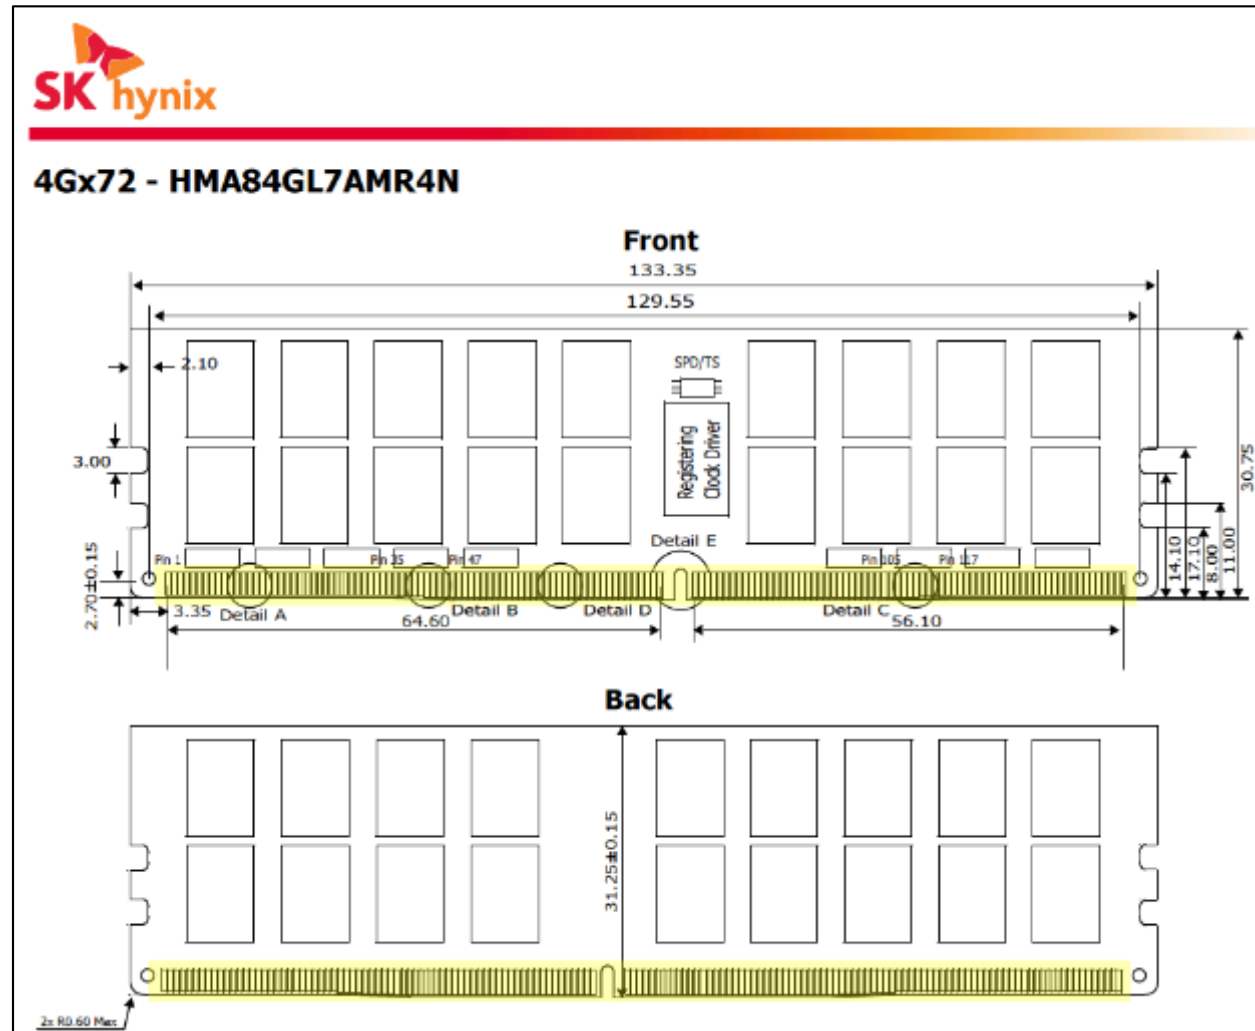 SK hynix
4Gx72 - HMA84GL7AMR4N
Front
133.35
129.55
2.10
SPD/TS
Registering
Clock Driver
3.00
30.75
Detail E
Pin 1
Pin 35
Pin 47
Pin 105
Pin 117
14.10
17.10
8.00
11.00
2.70±0.15
3.35
Detail A
Detail B
Detail D
Detail C
64.60
56.10
Back
31.25±0.15
2x R0.60 Max